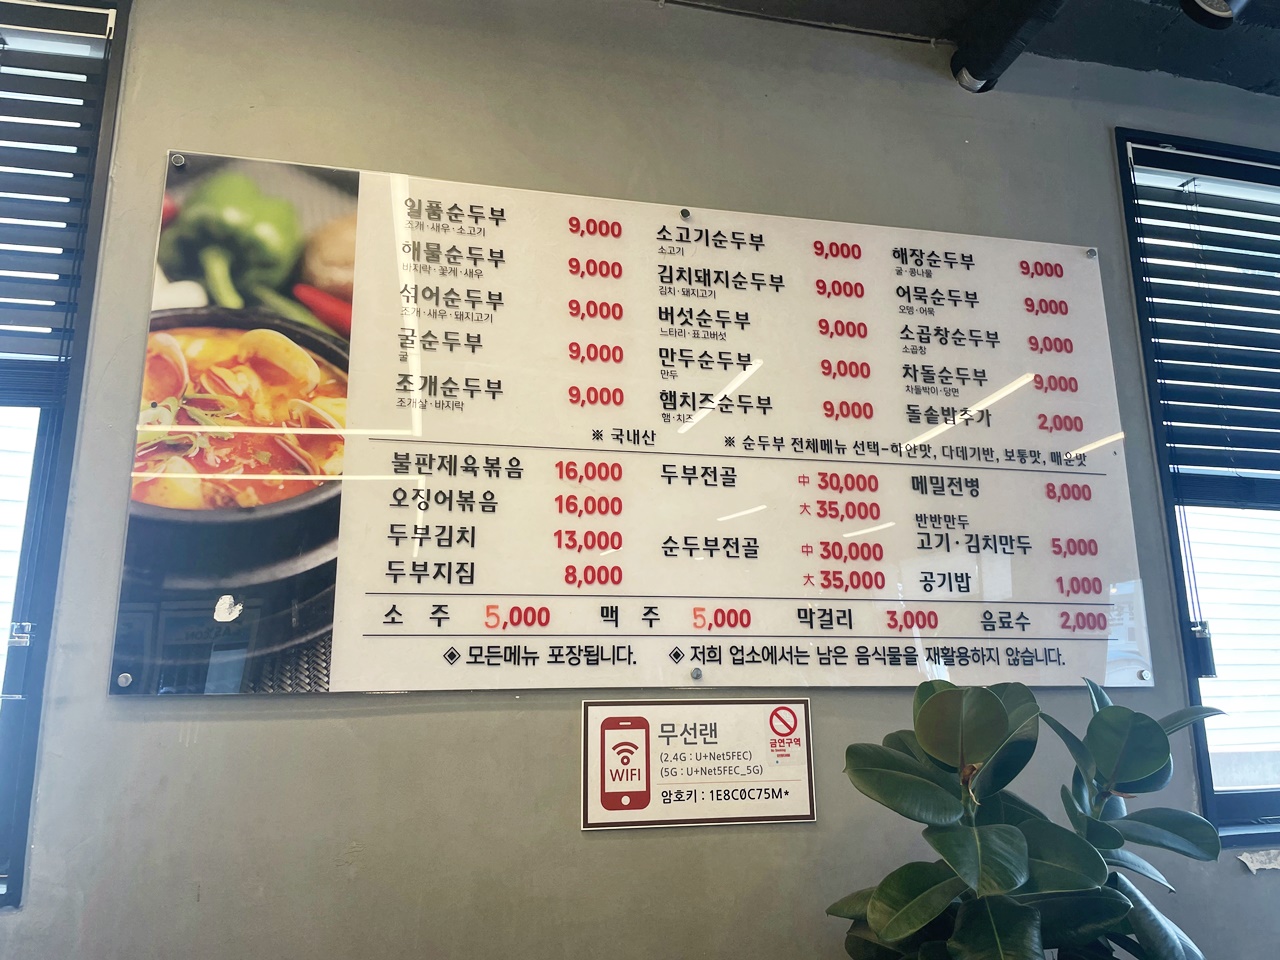 일품순두부 9,000
조개·새우·소고기
해물순두부 9,000
바지락·꽃게·새우
섞어순두부 9,000
조개·새우·돼지고기
굴순두부 9,000
굴
조개순두부 9,000
조개살·바지락
소고기순두부 9,000
소고기
김치돼지순두부 9,000
김치·돼지고기
버섯순두부 9,000
느타리·표고버섯
만두순두부 9,000
만두
햄치즈순두부 9,000
햄·치즈
해장순두부 9,000
굴·콩나물
어묵순두부 9,000
오뎅·어묵
소곱창순두부 9,000
소곱창
차돌순두부 9,000
차돌박이·당면
돌솥밥추가 2,000
※ 국내산
※ 순두부 전체메뉴 선택-하얀맛, 다데기반, 보통맛, 매운맛
불판제육볶음 16,000
오징어볶음 16,000
두부김치 13,000
두부지짐 8,000
두부전골 中 30,000
大 35,000
순두부전골 中 30,000
大 35,000
메밀전병 8,000
반반만두
고기·김치만두 5,000
공기밥 1,000
소 주 5,000 맥 주 5,000 막걸리 3,000 음료수 2,000
◈ 모든메뉴 포장됩니다. ◈ 저희 업소에서는 남은 음식물을 재활용하지 않습니다.
WIFI
무선랜
(2.4G : U+Net5FEC)
(5G : U+Net5FEC_5G)
암호키 : 1E8C0C75M*
금연구역